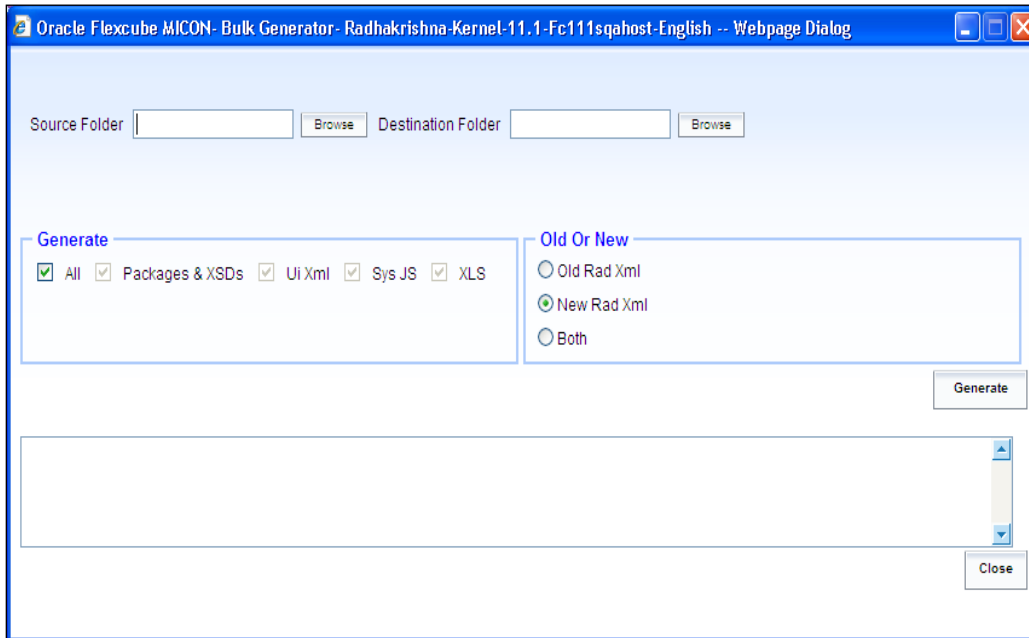 Oracle Flexcube MICON- Bulk Generator- Radhakrishna-Kernel-11.1-Fc111sqahost-English -- Webpage Dialog
Source Folder Browse Destination Folder Browse
Generate
All Packages & XSDs Ui Xml Sys JS XLS
Old Or New
Old Rad Xml
New Rad Xml
Both
Generate
Close